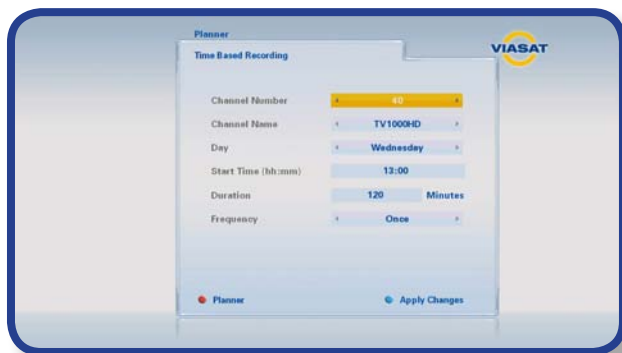 Planner
VIASAT
Time Based Recording
Channel Number 40
Channel Name TV1000HD
Day Wednesday
Start Time (hh:mm) 13:00
Duration 120 Minutes
Frequency Once
Planner Apply Changes